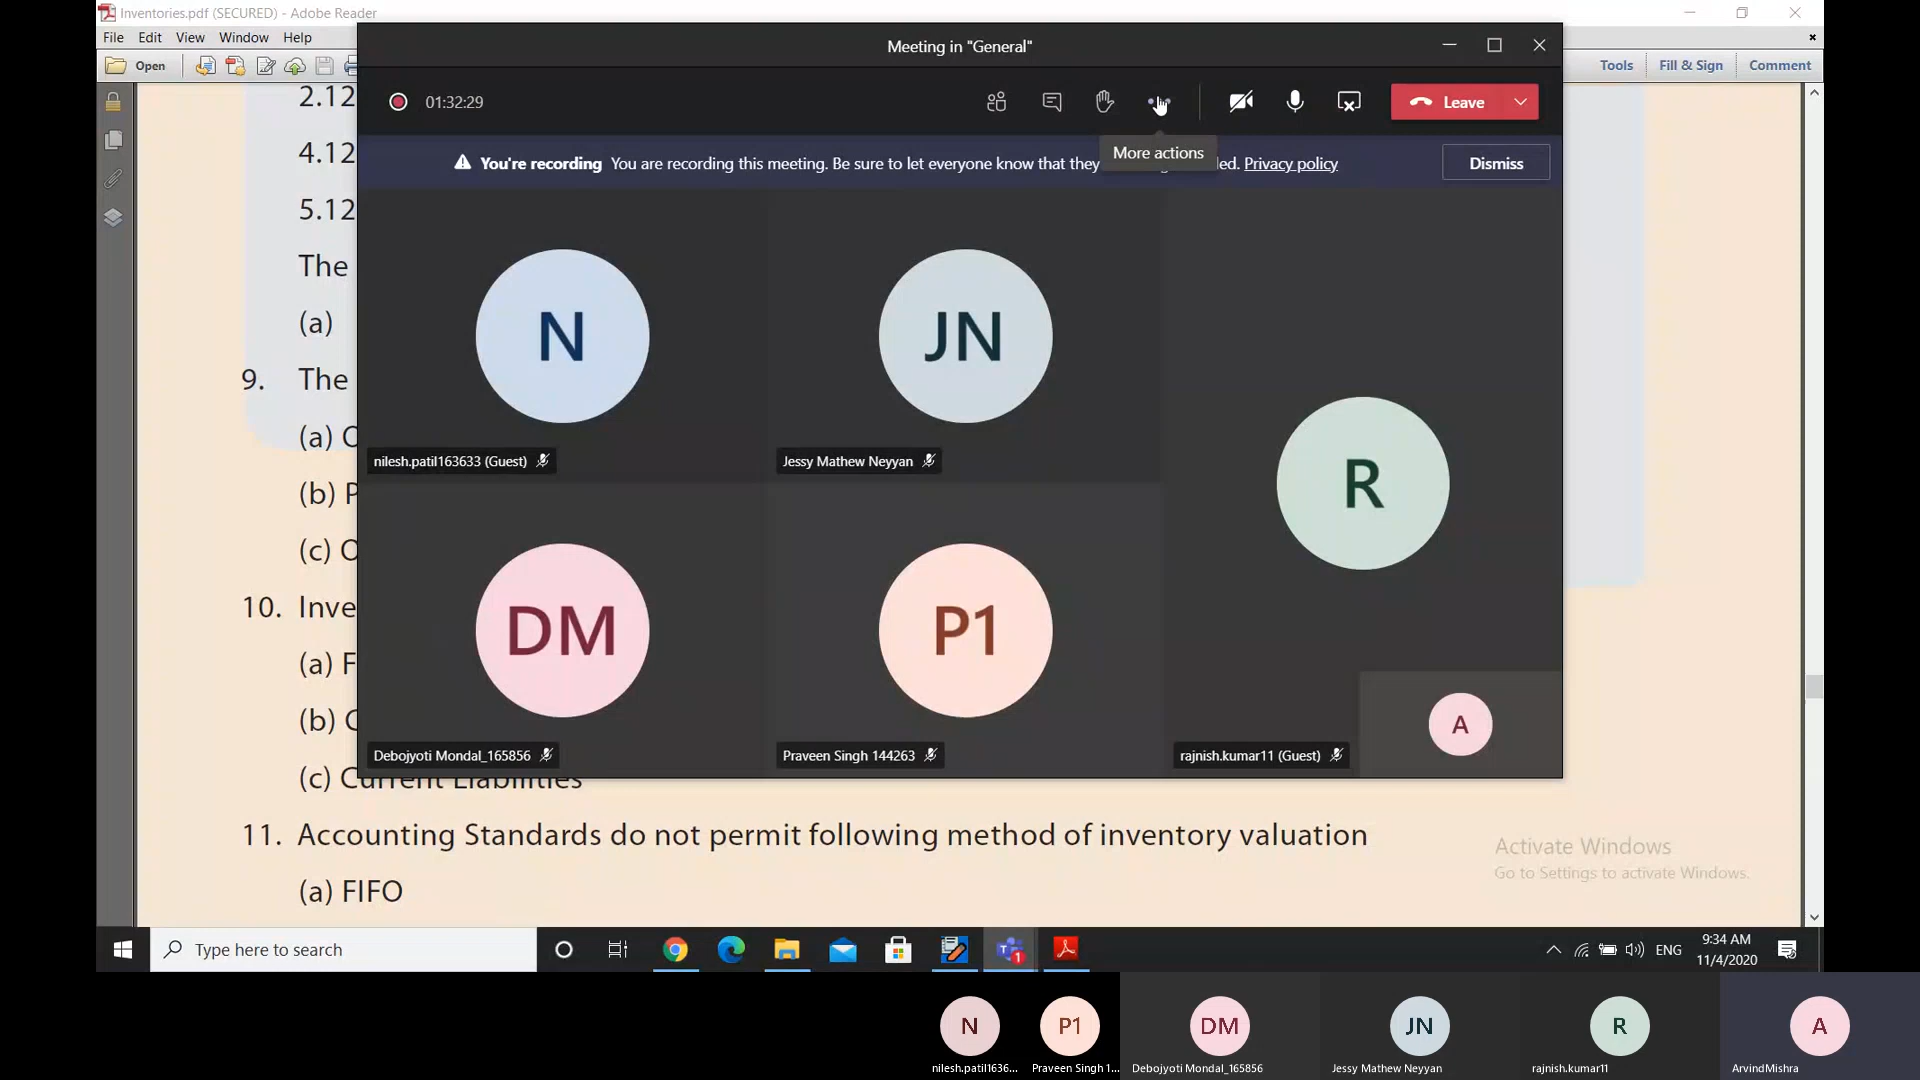 Inventories.pdf (SECURED) - Adobe Reader
File Edit View Window Help
Open
Tools Fill & Sign Comment
Meeting in "General"
01:32:29
Leave
More actions
You're recording You are recording this meeting. Be sure to let everyone know that they
Privacy policy
Dismiss
2.12
4.12
5.12
The
(a)
9. The
(a) C
(b) P
(c) O
10. Inve
(a) F
(b) C
(c) Current Liabilities
11. Accounting Standards do not permit following method of inventory valuation
(a) FIFO
N
nilesh.patil163633 (Guest)
JN
Jessy Mathew Neyyan
R
rajnish.kumar11 (Guest)
DM
Debojyoti Mondal_165856
P1
Praveen Singh 144263
A
Activate Windows
Go to Settings to activate Windows.
Type here to search
1
ENG
9:34 AM
11/4/2020
N
nilesh.patil1636...
P1
Praveen Singh 1...
DM
Debojyoti Mondal_165856
JN
Jessy Mathew Neyyan
R
rajnish.kumar11
A
ArvindMishra